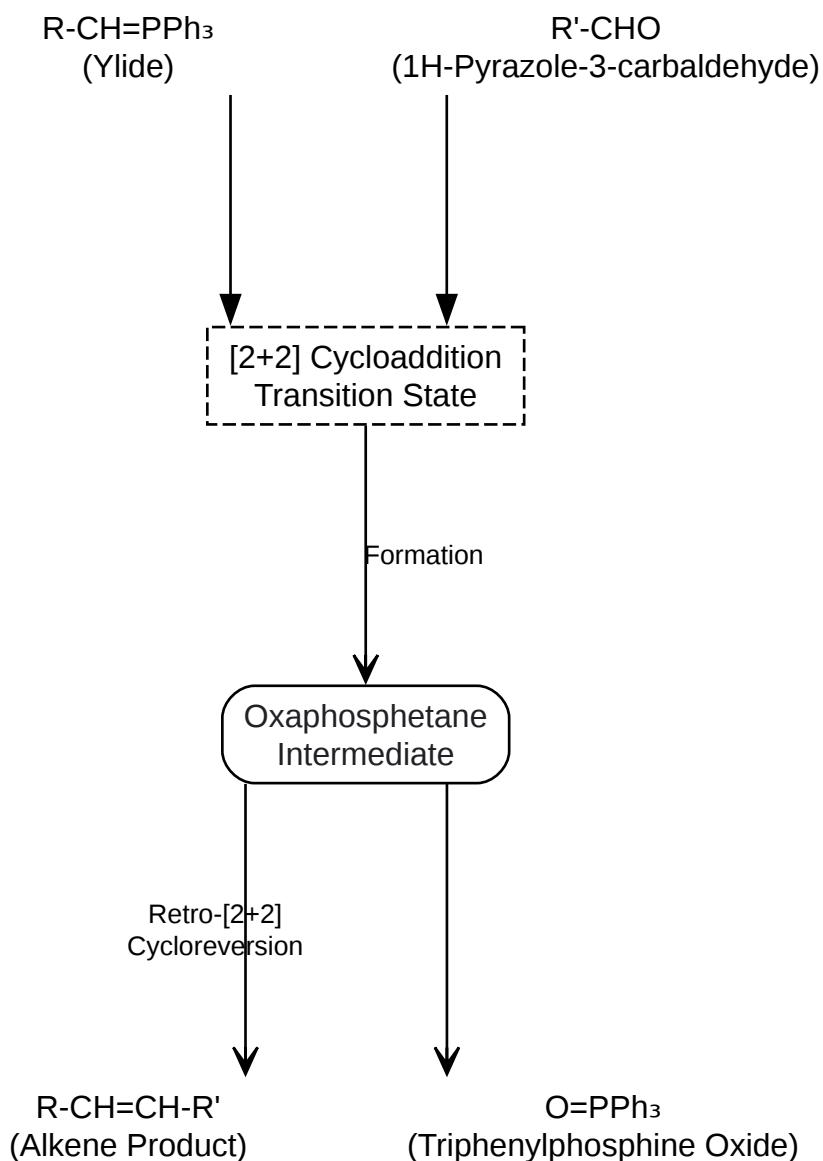 R-CH=PPh₃
(Ylide)
R'-CHO
(1H-Pyrazole-3-carbaldehyde)
[2+2] Cycloaddition
Transition State
Formation
Oxaphosphetane
Intermediate
Retro-[2+2]
Cycloreversion
R-CH=CH-R'
(Alkene Product)
O=PPh₃
(Triphenylphosphine Oxide)